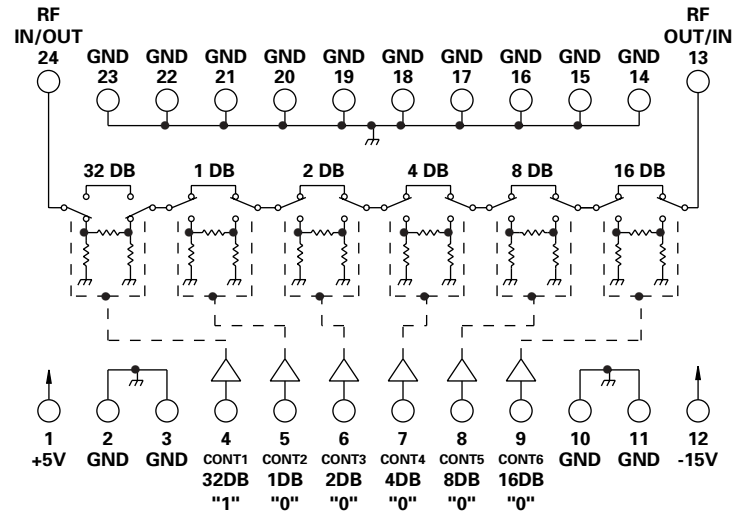 RF IN/OUT 24
GND 23
GND 22
GND 21
GND 20
GND 19
GND 18
GND 17
GND 16
GND 15
GND 14
RF OUT/IN 13
32 DB 1 DB 2 DB 4 DB 8 DB 16 DB
1 2 3 4 5 6 7 8 9 10 11 12
+5V GND GND CONT1 CONT2 CONT3 CONT4 CONT5 CONT6 GND GND -15V
32DB 1DB 2DB 4DB 8DB 16DB
"1" "0" "0" "0" "0" "0"